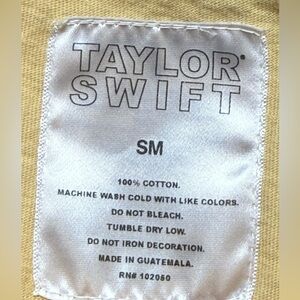 TAYLOR®
SWIFT
SM
100% COTTON.
MACHINE WASH COLD WITH LIKE COLORS.
DO NOT BLEACH.
TUMBLE DRY LOW.
DO NOT IRON DECORATION.
MADE IN GUATEMALA.
RN# 102050